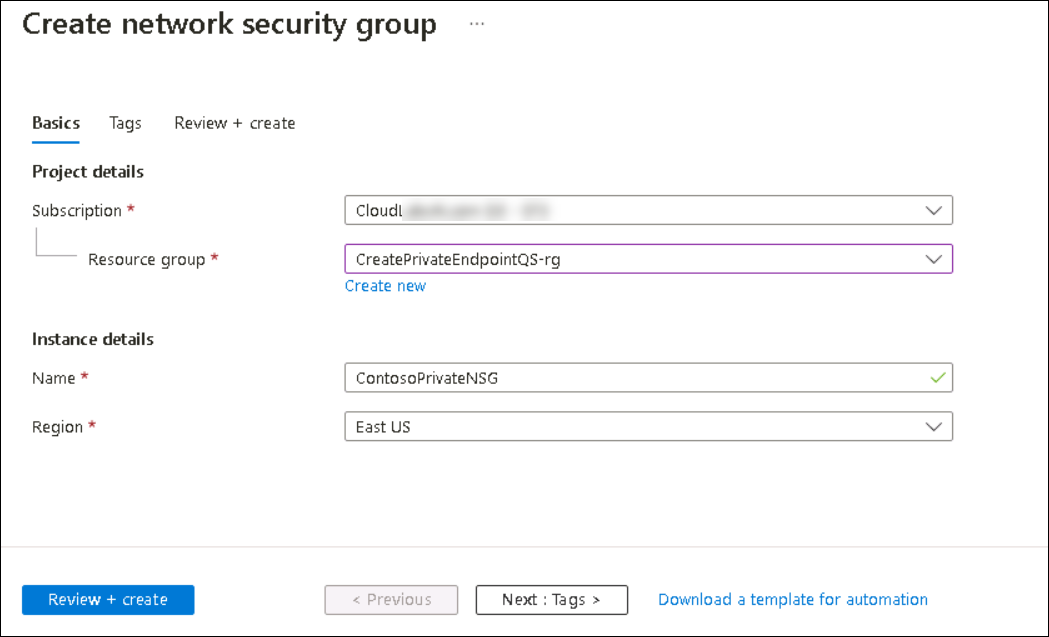 Create network security group ...
Basics Tags Review + create
Project details
Subscription *
CloudL
Resource group *
CreatePrivateEndpointQS-rg
Create new
Instance details
Name *
ContosoPrivateNSG
Region *
East US
Review + create < Previous Next : Tags > Download a template for automation